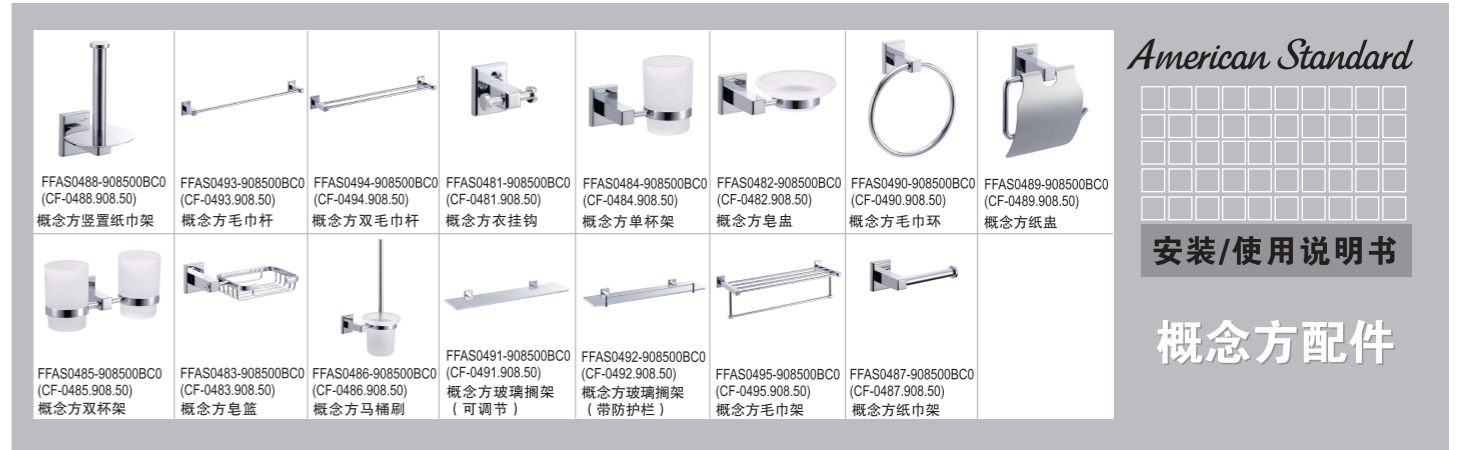 American Standard
FFAS0488-908500BC0
(CF-0488.908.50)
概念方竖置纸巾架
FFAS0493-908500BC0
(CF-0493.908.50)
概念方毛巾杆
FFAS0494-908500BC0
(CF-0494.908.50)
概念方双毛巾杆
FFAS0481-908500BC0
(CF-0481.908.50)
概念方衣挂钩
FFAS0484-908500BC0
(CF-0484.908.50)
概念方单杯架
FFAS0482-908500BC0
(CF-0482.908.50)
概念方皂盅
FFAS0490-908500BC0
(CF-0490.908.50)
概念方毛巾环
FFAS0489-908500BC0
(CF-0489.908.50)
概念方纸盅
FFAS0485-908500BC0
(CF-0485.908.50)
概念方双杯架
FFAS0483-908500BC0
(CF-0483.908.50)
概念方皂篮
FFAS0486-908500BC0
(CF-0486.908.50)
概念方马桶刷
FFAS0491-908500BC0
(CF-0491.908.50)
概念方玻璃搁架
（可调节）
FFAS0492-908500BC0
(CF-0492.908.50)
概念方玻璃搁架
（带防护栏）
FFAS0495-908500BC0
(CF-0495.908.50)
概念方毛巾架
FFAS0487-908500BC0
(CF-0487.908.50)
概念方纸巾架
安装/使用说明书
概念方配件